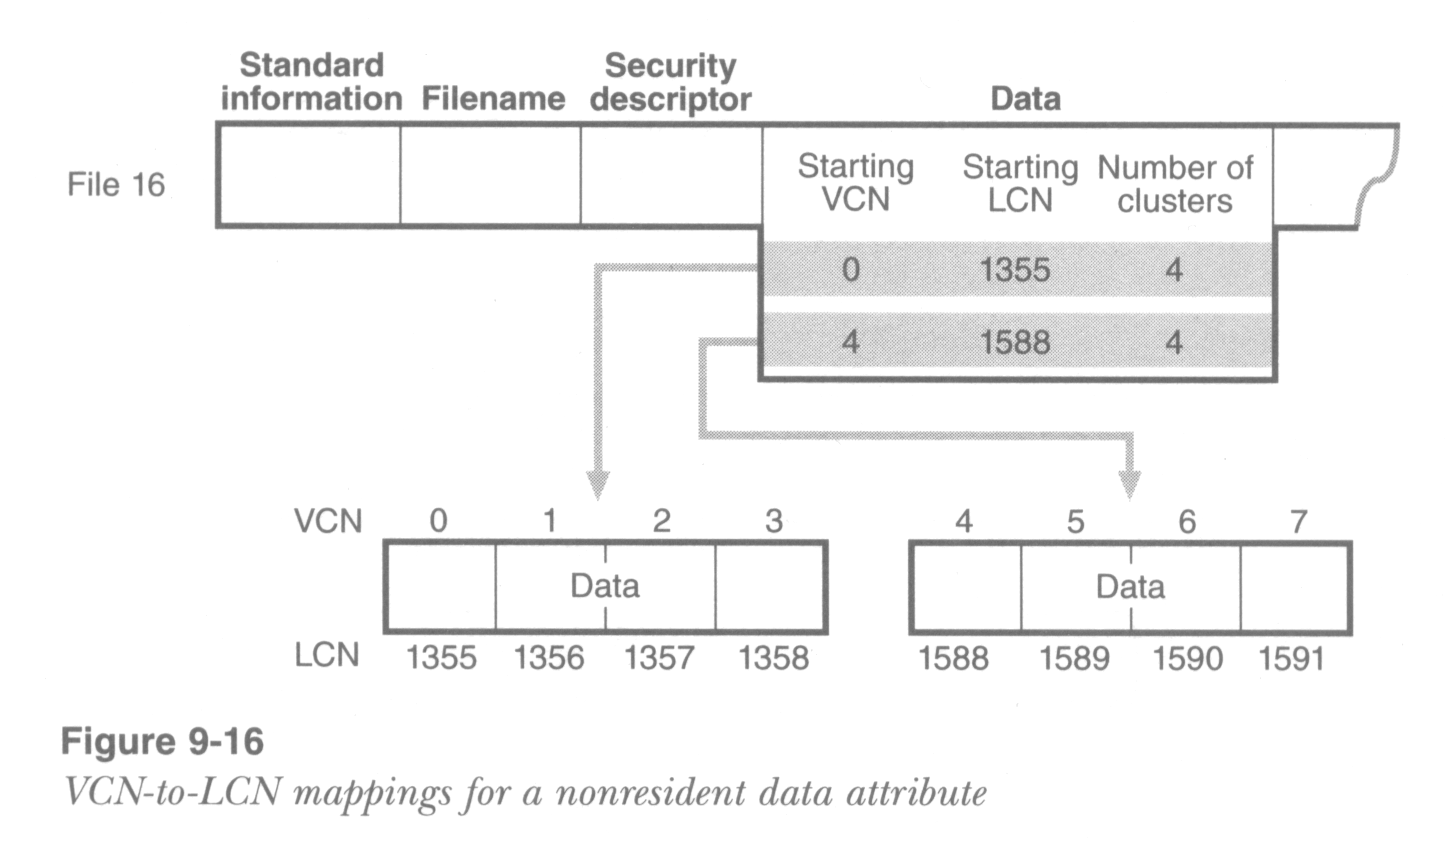 Standard information Filename Security descriptor Data
File 16
Starting VCN Starting LCN Number of clusters
0 1355 4
4 1588 4
VCN 0 1 2 3 4 5 6 7
Data Data
LCN 1355 1356 1357 1358 1588 1589 1590 1591
Figure 9-16
VCN-to-LCN mappings for a nonresident data attribute